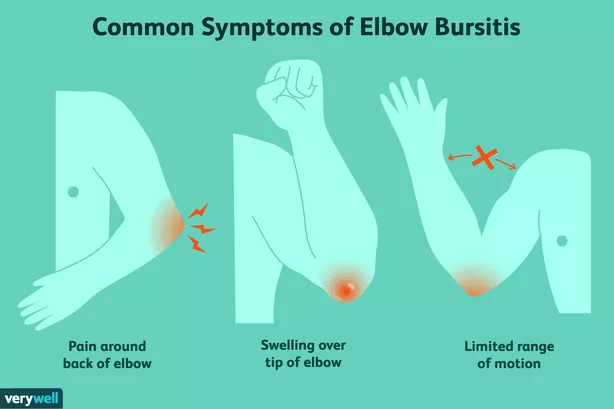 Common Symptoms of Elbow Bursitis
Pain around
back of elbow
Swelling over
tip of elbow
Limited range
of motion
verywell